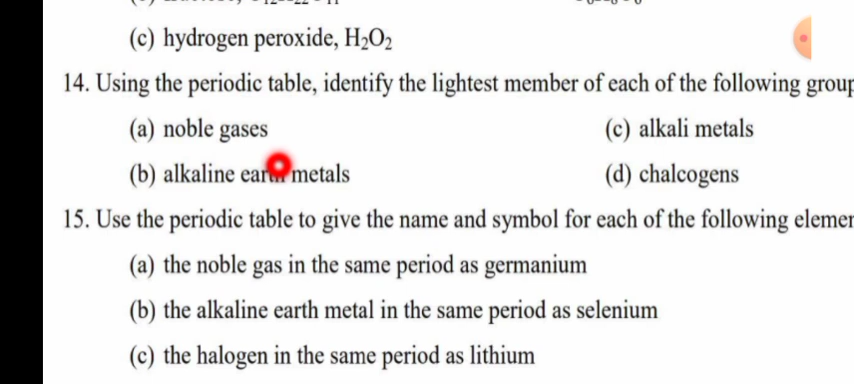 (c) hydrogen peroxide, H₂O₂
14. Using the periodic table, identify the lightest member of each of the following group
(a) noble gases
(c) alkali metals
(b) alkaline earth metals
(d) chalcogens
15. Use the periodic table to give the name and symbol for each of the following elemen
(a) the noble gas in the same period as germanium
(b) the alkaline earth metal in the same period as selenium
(c) the halogen in the same period as lithium